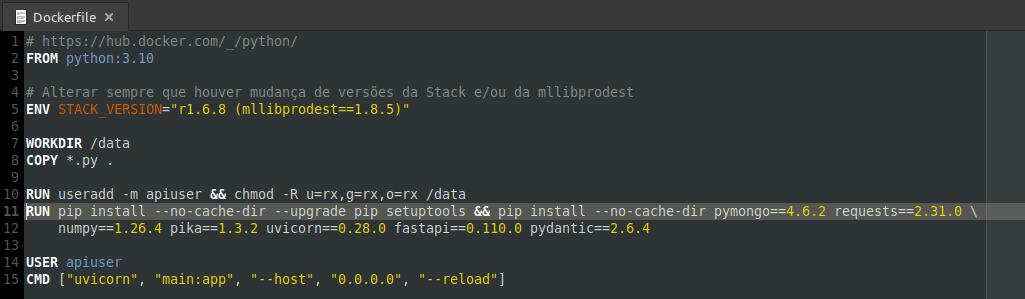 Dockerfile
1 # https://hub.docker.com/_/python/
2 FROM python:3.10
3
4 # Alterar sempre que houver mudança de versões da Stack e/ou da mllibprodest
5 ENV STACK_VERSION="r1.6.8 (mllibprodest==1.8.5)"
6
7 WORKDIR /data
8 COPY *.py .
9
10 RUN useradd -m apiuser && chmod -R u=rx,g=rx,o=rx /data
11 RUN pip install --no-cache-dir --upgrade pip setuptools && pip install --no-cache-dir pymongo==4.6.2 requests==2.31.0 \
12     numpy==1.26.4 pika==1.3.2 uvicorn==0.28.0 fastapi==0.110.0 pydantic==2.6.4
13
14 USER apiuser
15 CMD ["uvicorn", "main:app", "--host", "0.0.0.0", "--reload"]